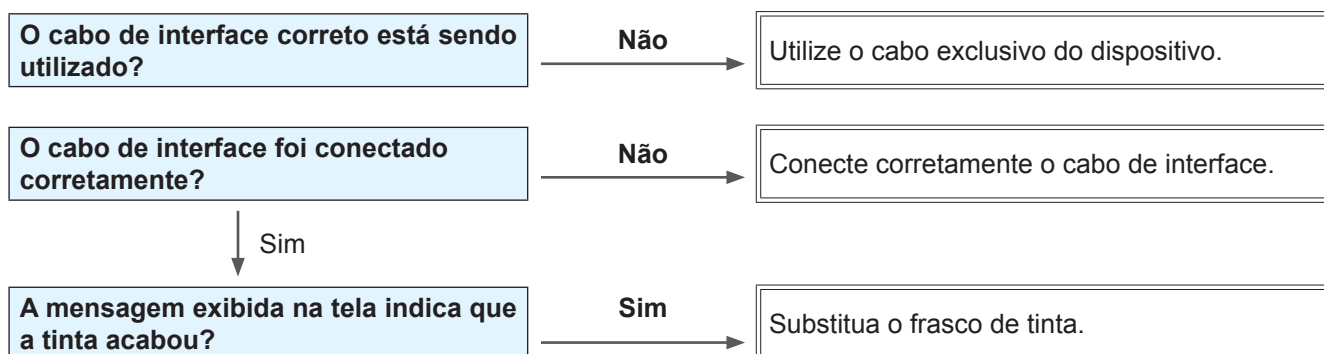 O cabo de interface correto está sendo
utilizado?
Não
Utilize o cabo exclusivo do dispositivo.
O cabo de interface foi conectado
corretamente?
Não
Conecte corretamente o cabo de interface.
Sim
A mensagem exibida na tela indica que
a tinta acabou?
Sim
Substitua o frasco de tinta.